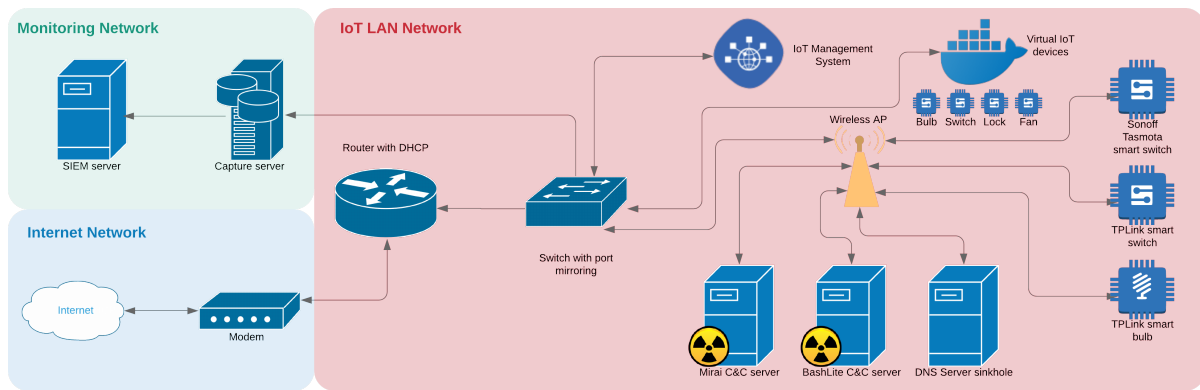 Monitoring Network
IoT LAN Network
IoT Management
System
Virtual IoT
devices
Bulb
Switch
Lock
Fan
Wireless AP
Sonoff
Tasmota
smart switch
SIEM server
Capture server
Router with DHCP
TPLink smart
switch
Internet Network
Switch with port
mirroring
Internet
Modem
TPLink smart
bulb
Mirai C&C server
BashLite C&C server
DNS Server sinkhole